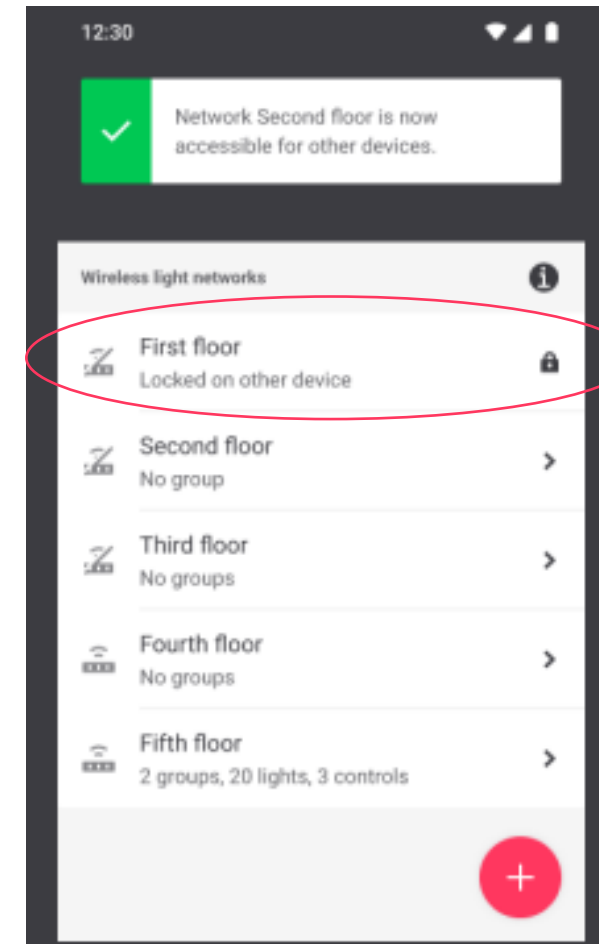 12:30
Network Second floor is now
accessible for other devices.
Wireless light networks
First floor
Locked on other device
Second floor
No group
Third floor
No groups
Fourth floor
No groups
Fifth floor
2 groups, 20 lights, 3 controls